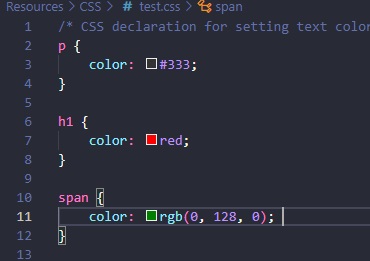 Resources > CSS > # test.css > span
1 /* CSS declaration for setting text color
2 p {
3 color: #333;
4 }
5
6 h1 {
7 color: red;
8 }
9
10 span {
11 color: rgb(0, 128, 0);
12 }
13